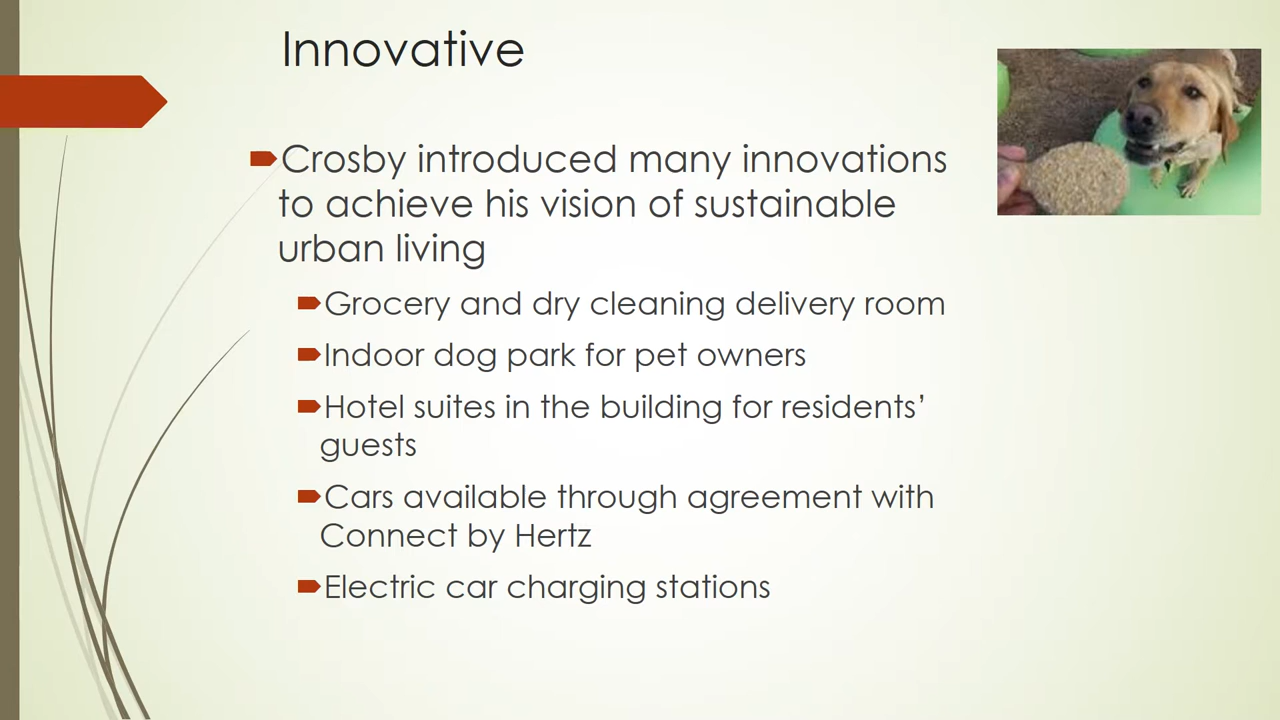 Innovative
Crosby introduced many innovations
to achieve his vision of sustainable
urban living
Grocery and dry cleaning delivery room
Indoor dog park for pet owners
Hotel suites in the building for residents’
guests
Cars available through agreement with
Connect by Hertz
Electric car charging stations